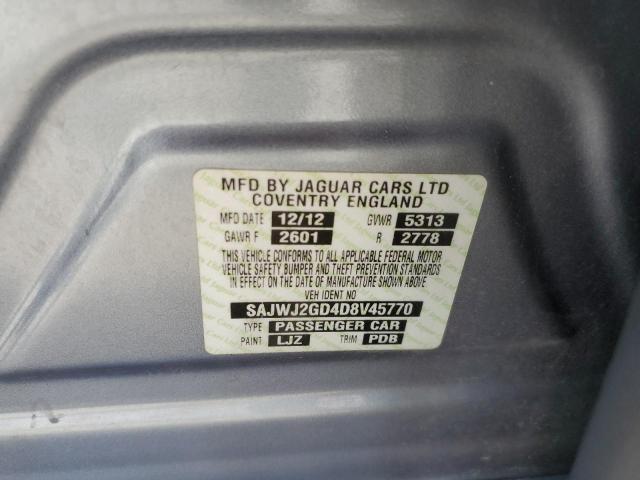 MFD BY JAGUAR CARS LTD
COVENTRY ENGLAND
MFD DATE 12/12 GVWR 5313
GAWR F 2601 R 2778
THIS VEHICLE CONFORMS TO ALL APPLICABLE FEDERAL MOTOR
VEHICLE SAFETY BUMPER AND THEFT PREVENTION STANDARDS
IN EFFECT ON THE DATE OF MANUFACTURE SHOWN ABOVE
VEH IDENT NO
SAJWJ2GD4D8V45770
TYPE PASSENGER CAR
PAINT LJZ TRIM PDB